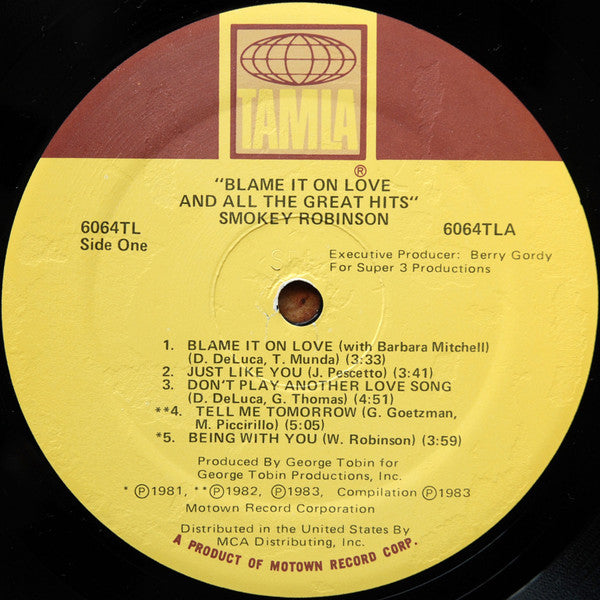 TAMLA
®
"BLAME IT ON LOVE
AND ALL THE GREAT HITS"
SMOKEY ROBINSON
6064TL
Side One
6064TLA
Executive Producer: Berry Gordy
For Super 3 Productions
1. BLAME IT ON LOVE (with Barbara Mitchell)
(D. DeLuca, T. Munda) (3:33)
2. JUST LIKE YOU (J. Pescetto) (3:41)
3. DON'T PLAY ANOTHER LOVE SONG
(D. DeLuca, G. Thomas) (4:51)
**4. TELL ME TOMORROW (G. Goetzman,
M. Piccirillo) (5:05)
*5. BEING WITH YOU (W. Robinson) (3:59)
Produced By George Tobin for
George Tobin Productions, Inc.
* ℗1981, **℗1982, ℗1983, Compilation ℗1983
Motown Record Corporation
Distributed in the United States By
MCA Distributing, Inc.
A PRODUCT OF MOTOWN RECORD CORP.